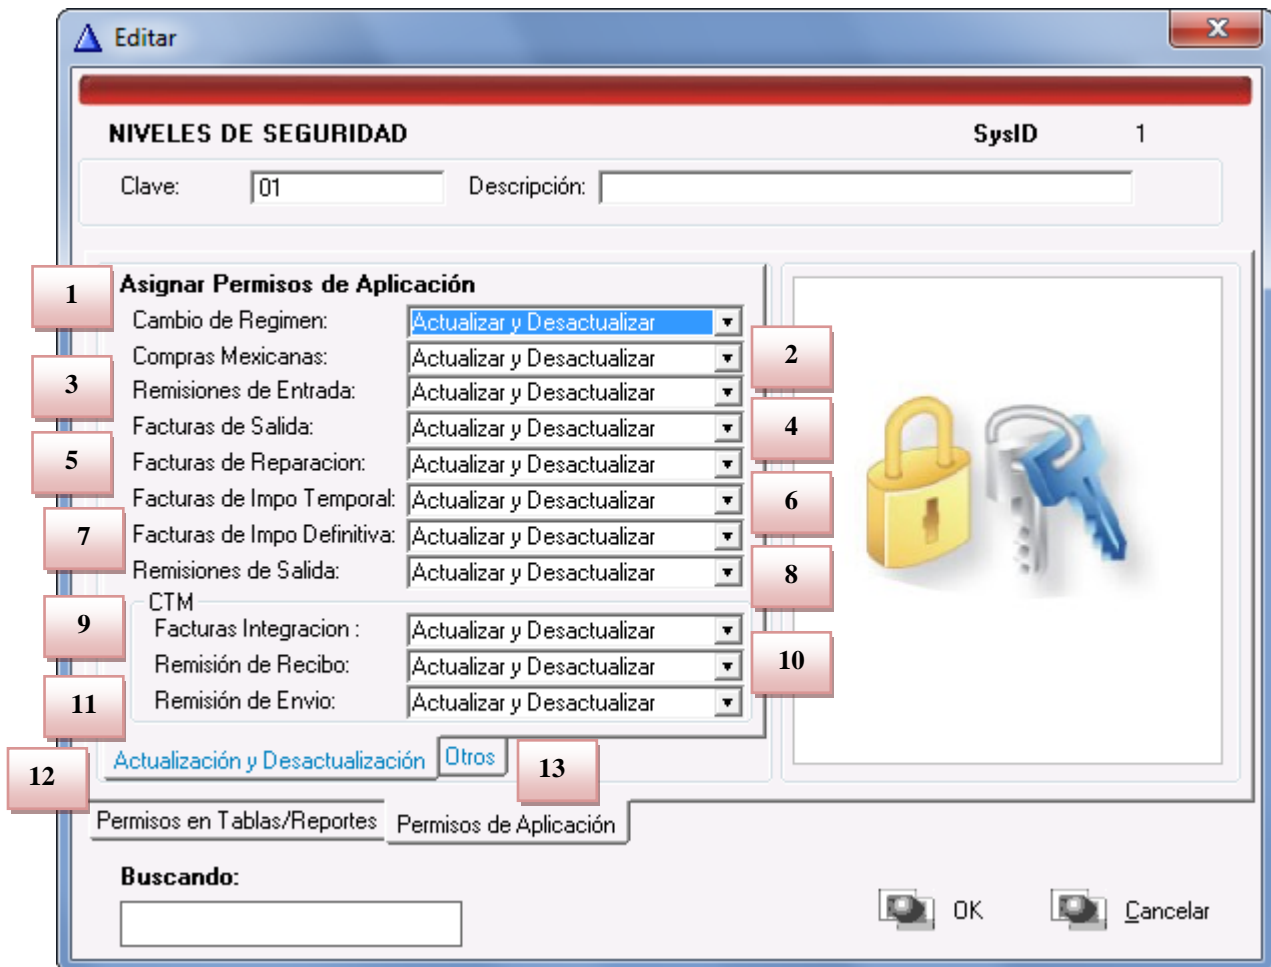 Editar
x
NIVELES DE SEGURIDAD SysID 1
Clave: 01 Descripción:
Asignar Permisos de Aplicación
1
Cambio de Regimen: Actualizar y Desactualizar
2
Compras Mexicanas: Actualizar y Desactualizar
3
Remisiones de Entrada: Actualizar y Desactualizar
4
Facturas de Salida: Actualizar y Desactualizar
5
Facturas de Reparacion: Actualizar y Desactualizar
6
Facturas de Impo Temporal: Actualizar y Desactualizar
7
Facturas de Impo Definitiva: Actualizar y Desactualizar
8
Remisiones de Salida: Actualizar y Desactualizar
CTM
9
Facturas Integracion : Actualizar y Desactualizar
10
Remisión de Recibo: Actualizar y Desactualizar
11
Remisión de Envio: Actualizar y Desactualizar
12
Actualización y Desactualización Otros
13
Permisos en Tablas/Reportes Permisos de Aplicación
Buscando:
OK Cancelar